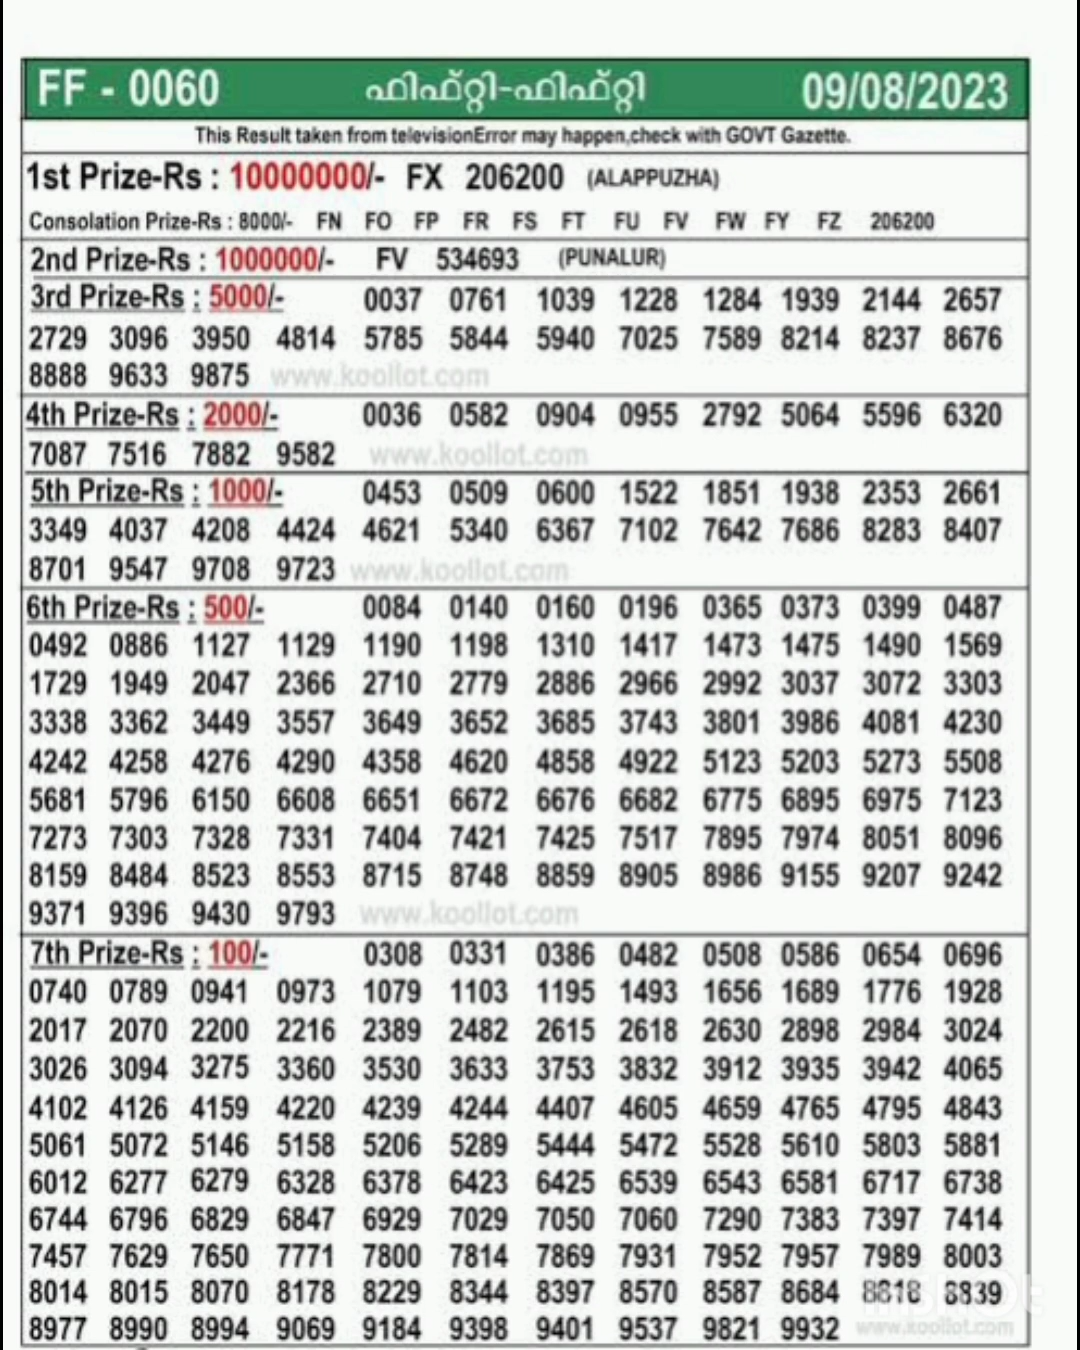 FF - 0060 ഫിഫ്റ്റി-ഫിഫ്റ്റി 09/08/2023
This Result taken from televisionError may happen,check with GOVT Gazette.
1st Prize-Rs : 10000000/- FX 206200 (ALAPPUZHA)
Consolation Prize-Rs : 8000/- FN FO FP FR FS FT FU FV FW FY FZ 206200
2nd Prize-Rs : 1000000/- FV 534693 (PUNALUR)
3rd Prize-Rs : 5000/- 0037 0761 1039 1228 1284 1939 2144 2657
2729 3096 3950 4814 5785 5844 5940 7025 7589 8214 8237 8676
8888 9633 9875 www.koollot.com
4th Prize-Rs : 2000/- 0036 0582 0904 0955 2792 5064 5596 6320
7087 7516 7882 9582 www.koollot.com
5th Prize-Rs : 1000/- 0453 0509 0600 1522 1851 1938 2353 2661
3349 4037 4208 4424 4621 5340 6367 7102 7642 7686 8283 8407
8701 9547 9708 9723 www.koollot.com
6th Prize-Rs : 500/- 0084 0140 0160 0196 0365 0373 0399 0487
0492 0886 1127 1129 1190 1198 1310 1417 1473 1475 1490 1569
1729 1949 2047 2366 2710 2779 2886 2966 2992 3037 3072 3303
3338 3362 3449 3557 3649 3652 3685 3743 3801 3986 4081 4230
4242 4258 4276 4290 4358 4620 4858 4922 5123 5203 5273 5508
5681 5796 6150 6608 6651 6672 6676 6682 6775 6895 6975 7123
7273 7303 7328 7331 7404 7421 7425 7517 7895 7974 8051 8096
8159 8484 8523 8553 8715 8748 8859 8905 8986 9155 9207 9242
9371 9396 9430 9793 www.koollot.com
7th Prize-Rs : 100/- 0308 0331 0386 0482 0508 0586 0654 0696
0740 0789 0941 0973 1079 1103 1195 1493 1656 1689 1776 1928
2017 2070 2200 2216 2389 2482 2615 2618 2630 2898 2984 3024
3026 3094 3275 3360 3530 3633 3753 3832 3912 3935 3942 4065
4102 4126 4159 4220 4239 4244 4407 4605 4659 4765 4795 4843
5061 5072 5146 5158 5206 5289 5444 5472 5528 5610 5803 5881
6012 6277 6279 6328 6378 6423 6425 6539 6543 6581 6717 6738
6744 6796 6829 6847 6929 7029 7050 7060 7290 7383 7397 7414
7457 7629 7650 7771 7800 7814 7869 7931 7952 7957 7989 8003
8014 8015 8070 8178 8229 8344 8397 8570 8587 8684
8977 8990 8994 9069 9184 9398 9401 9537 9821 9932 www.koollot.com